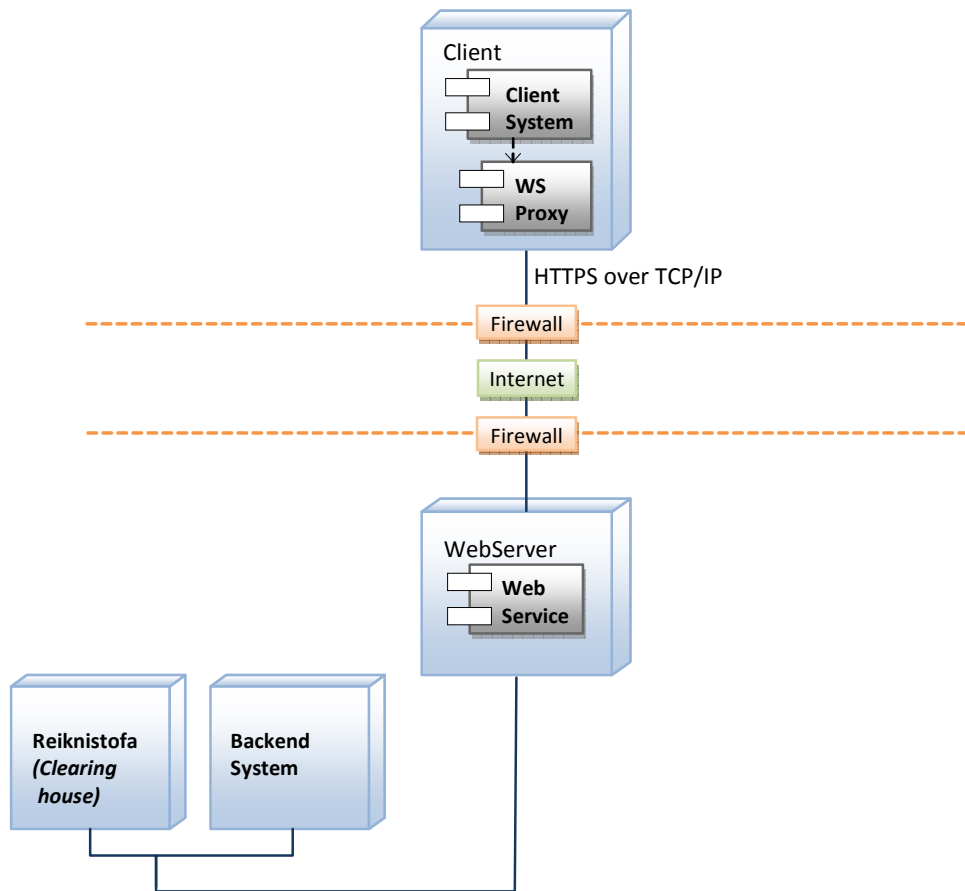 Client
Client
System
WS
Proxy
HTTPS over TCP/IP
Firewall
Internet
Firewall
WebServer
Web
Service
Reiknistofa
(Clearing
house)
Backend
System